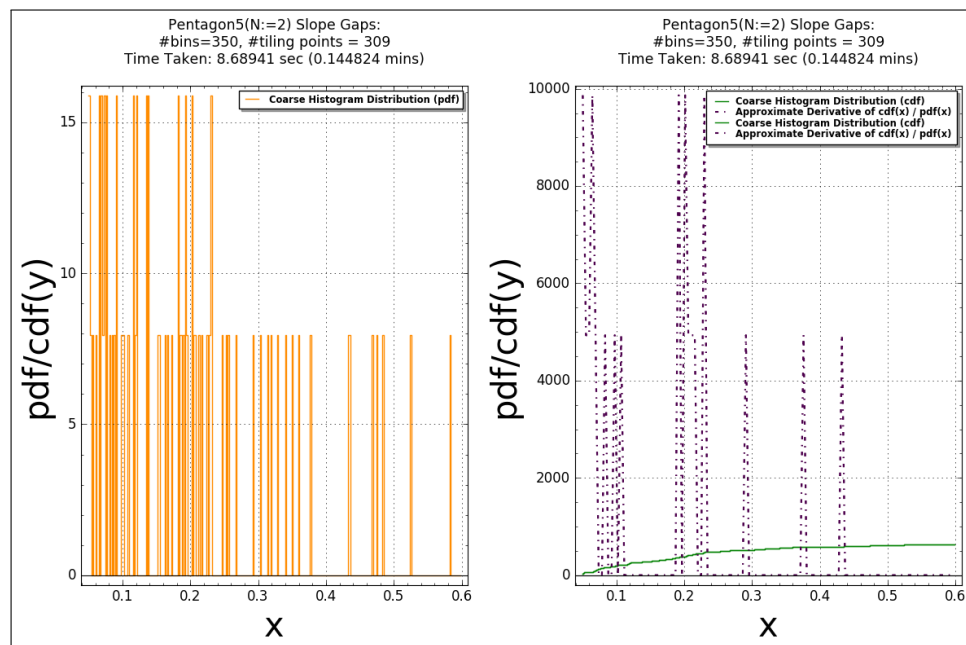 Pentagon5(N:=2) Slope Gaps:
#bins=350, #tiling points = 309
Time Taken: 8.68941 sec (0.144824 mins)
Coarse Histogram Distribution (pdf)
15
10
5
0
0.1 0.2 0.3 0.4 0.5 0.6
pdf/cdf(y)
x
Pentagon5(N:=2) Slope Gaps:
#bins=350, #tiling points = 309
Time Taken: 8.68941 sec (0.144824 mins)
Coarse Histogram Distribution (cdf)
Approximate Derivative of cdf(x) / pdf(x)
Coarse Histogram Distribution (cdf)
Approximate Derivative of cdf(x) / pdf(x)
10000
8000
6000
4000
2000
0
0.1 0.2 0.3 0.4 0.5 0.6
pdf/cdf(y)
x